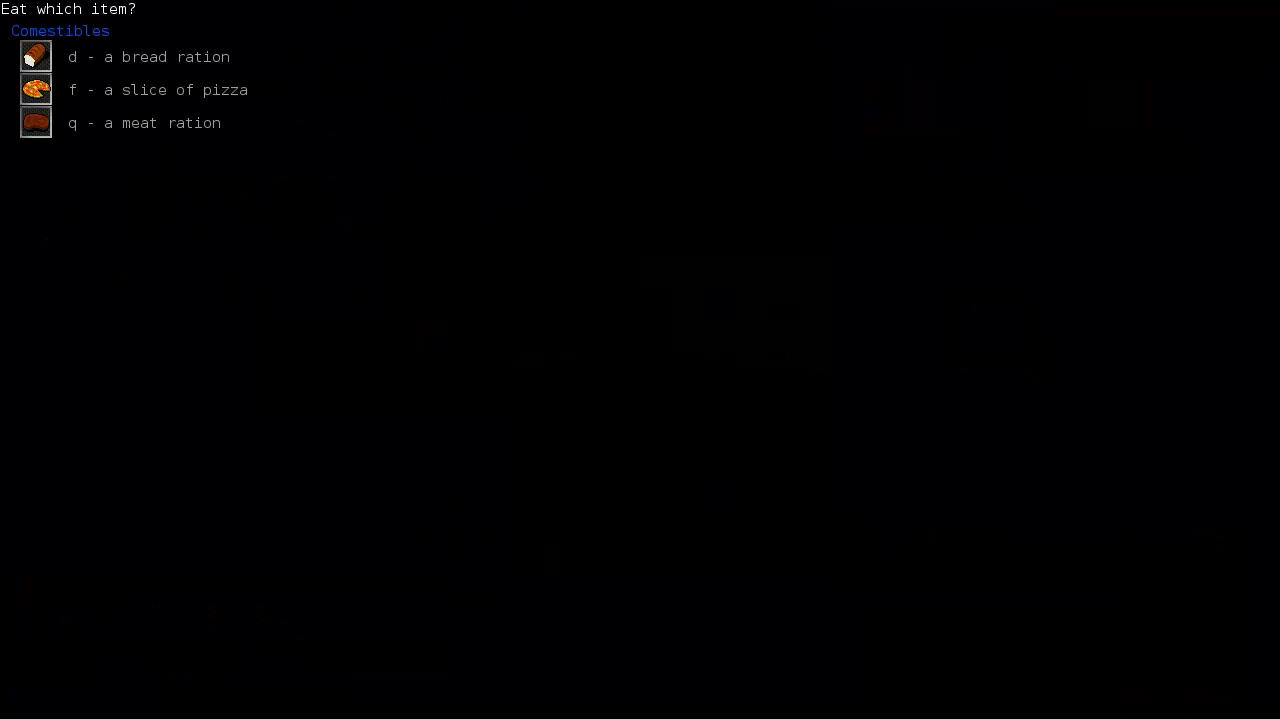 Eat which item?
Comestibles
d - a bread ration
f - a slice of pizza
q - a meat ration